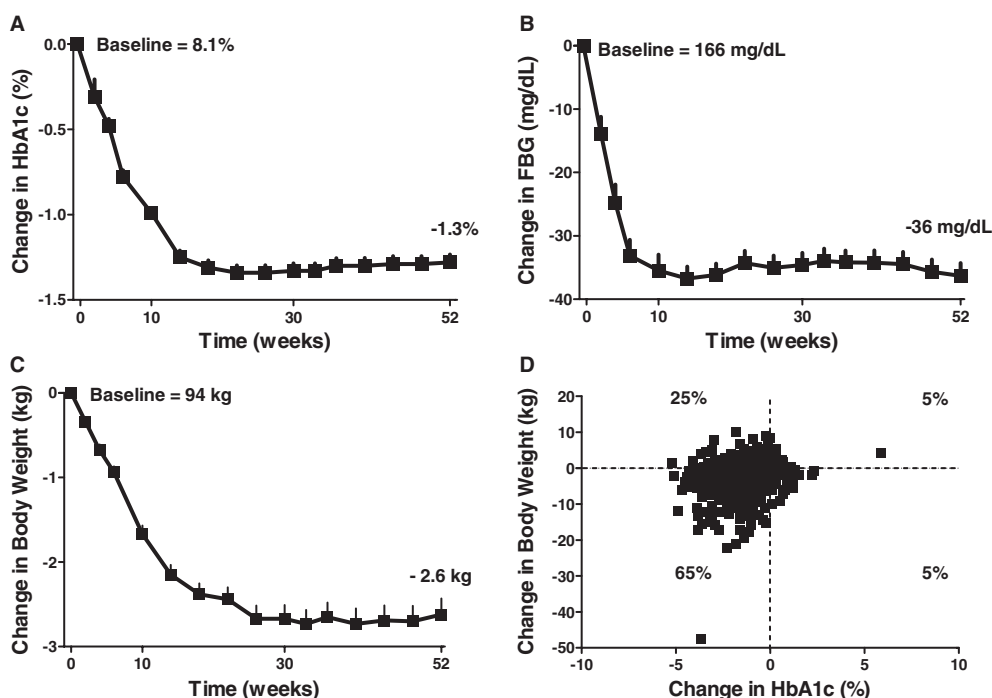 A
Baseline = 8.1%
Change in HbA1c (%)
0.0
-0.5
-1.0
-1.5
-1.3%
0 10 30 52
Time (weeks)
B
Baseline = 166 mg/dL
Change in FBG (mg/dL)
0
-10
-20
-30
-40
-36 mg/dL
0 10 30 52
Time (weeks)
C
Baseline = 94 kg
Change in Body Weight (kg)
0
-1
-2
-3
- 2.6 kg
0 10 30 52
Time (weeks)
D
Change in Body Weight (kg)
20
10
0
-10
-20
-30
-40
-50
25% 5%
65% 5%
-10 -5 0 5 10
Change in HbA1c (%)